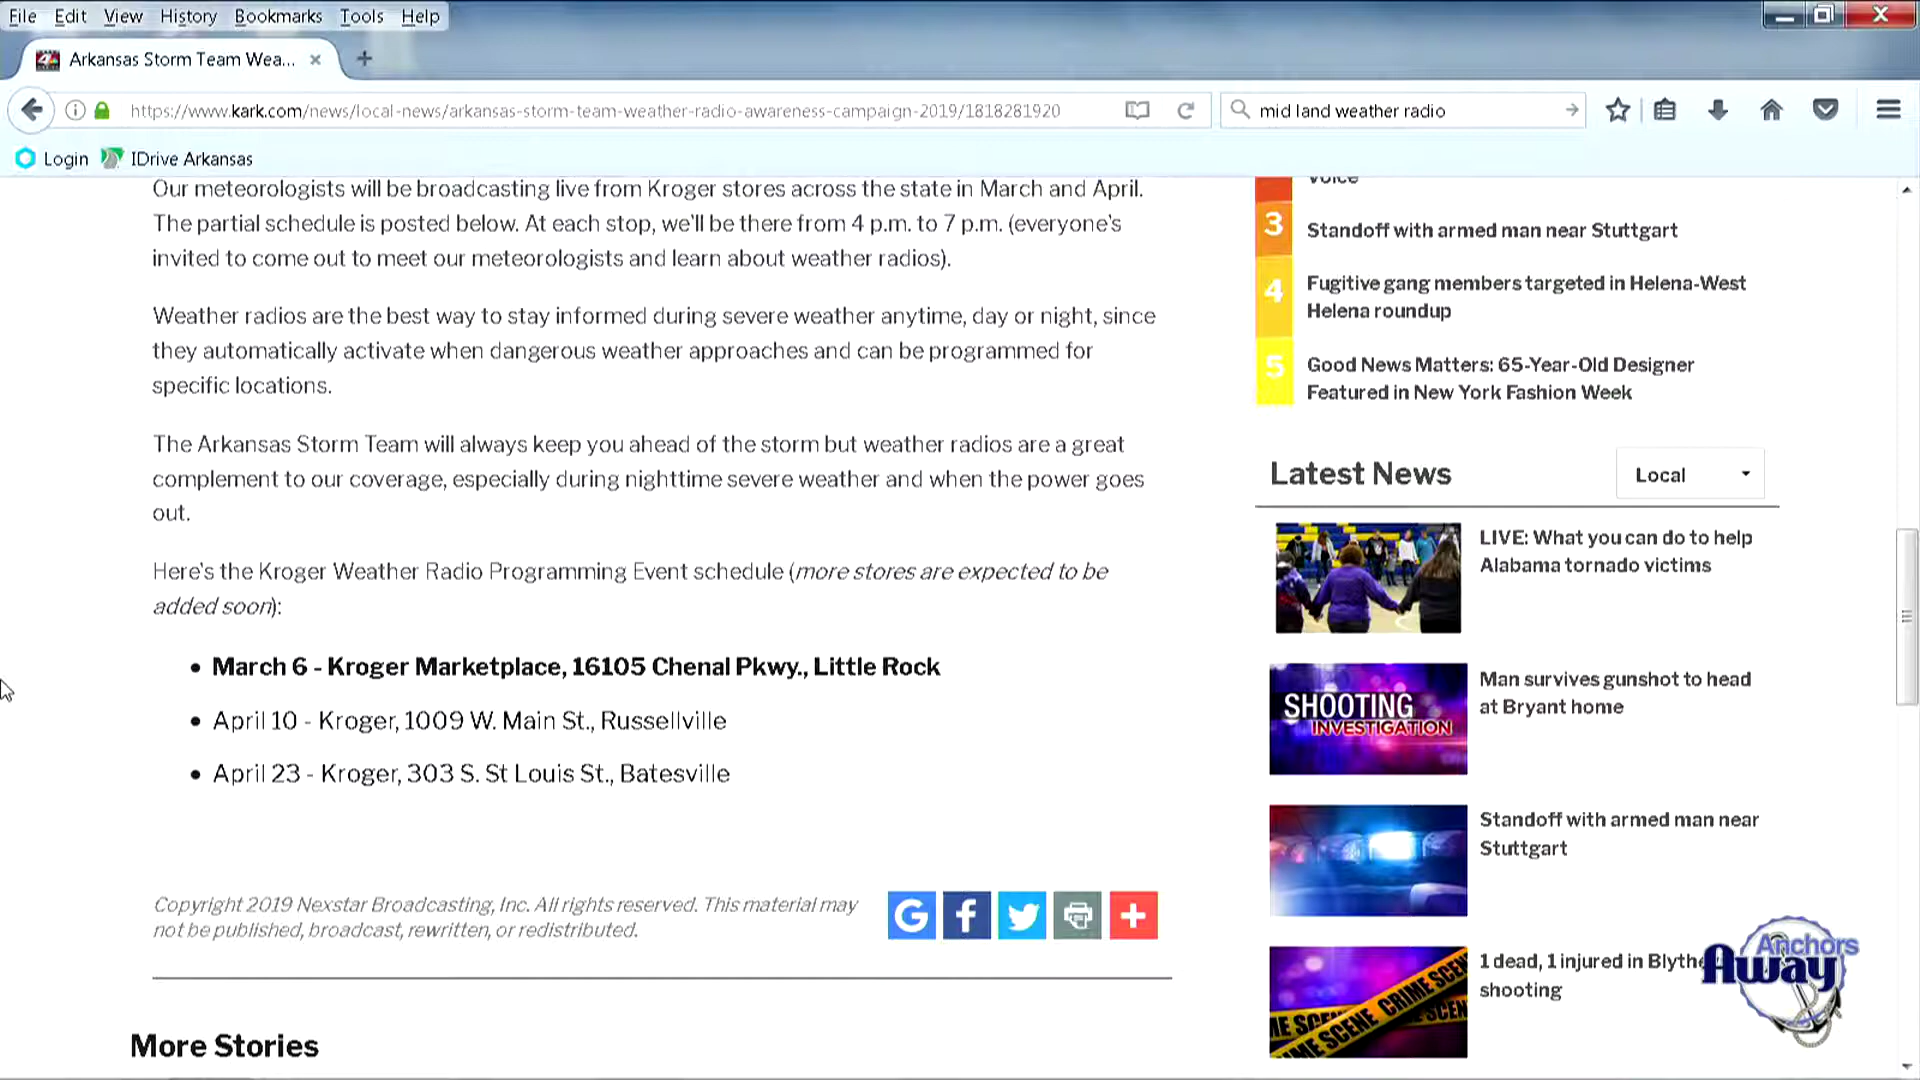 File Edit View History Bookmarks Tools Help
Arkansas Storm Team Wea...
https://www.kark.com/news/local-news/arkansas-storm-team-weather-radio-awareness-campaign-2019/1818281920
mid land weather radio
Login IDrive Arkansas
Our meteorologists will be broadcasting live from Kroger stores across the state in March and April.
The partial schedule is posted below. At each stop, we'll be there from 4 p.m. to 7 p.m. (everyone's
invited to come out to meet our meteorologists and learn about weather radios).
Weather radios are the best way to stay informed during severe weather anytime, day or night, since
they automatically activate when dangerous weather approaches and can be programmed for
specific locations.
The Arkansas Storm Team will always keep you ahead of the storm but weather radios are a great
complement to our coverage, especially during nighttime severe weather and when the power goes
out.
Here's the Kroger Weather Radio Programming Event schedule (more stores are expected to be
added soon):
• March 6 - Kroger Marketplace, 16105 Chenal Pkwy., Little Rock
• April 10 - Kroger, 1009 W. Main St., Russellville
• April 23 - Kroger, 303 S. St Louis St., Batesville
Copyright 2019 Nexstar Broadcasting, Inc. All rights reserved. This material may
not be published, broadcast, rewritten, or redistributed.
More Stories
voice
3 Standoff with armed man near Stuttgart
4 Fugitive gang members targeted in Helena-West
Helena roundup
5 Good News Matters: 65-Year-Old Designer
Featured in New York Fashion Week
Latest News
Local
LIVE: What you can do to help
Alabama tornado victims
SHOOTING
INVESTIGATION
Man survives gunshot to head
at Bryant home
Standoff with armed man near
Stuttgart
CRIME SCENE
CRIME SCENE
1 dead, 1 injured in Blythe
shooting
Anchors
Away